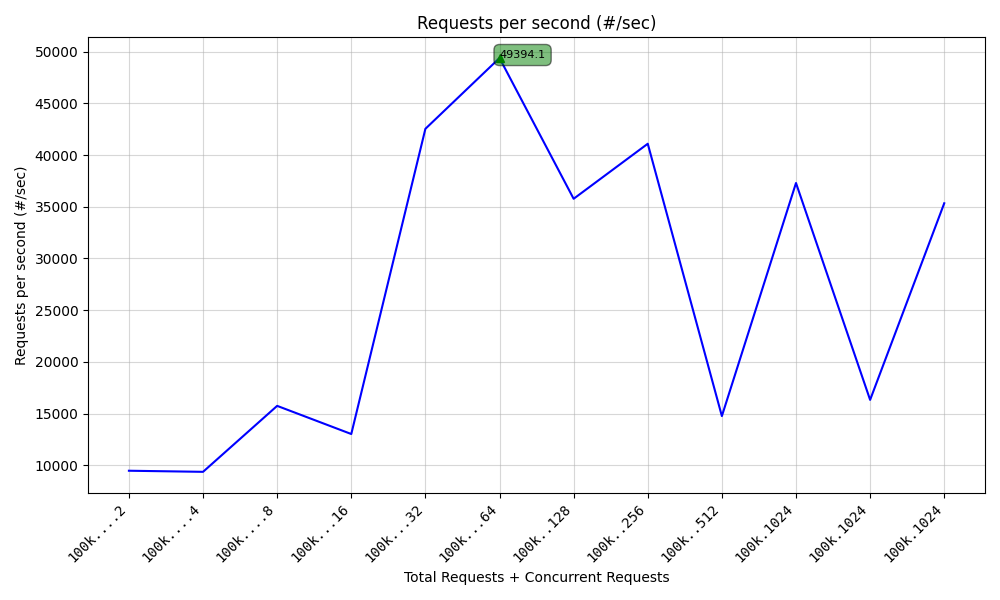 Requests per second (#/sec)
49394.1
50000
45000
40000
35000
30000
25000
20000
15000
10000
Requests per second (#/sec)
100k....2
100k....4
100k....8
100k...16
100k...32
100k...64
100k..128
100k..256
100k..512
100k.1024
100k.1024
100k.1024
Total Requests + Concurrent Requests